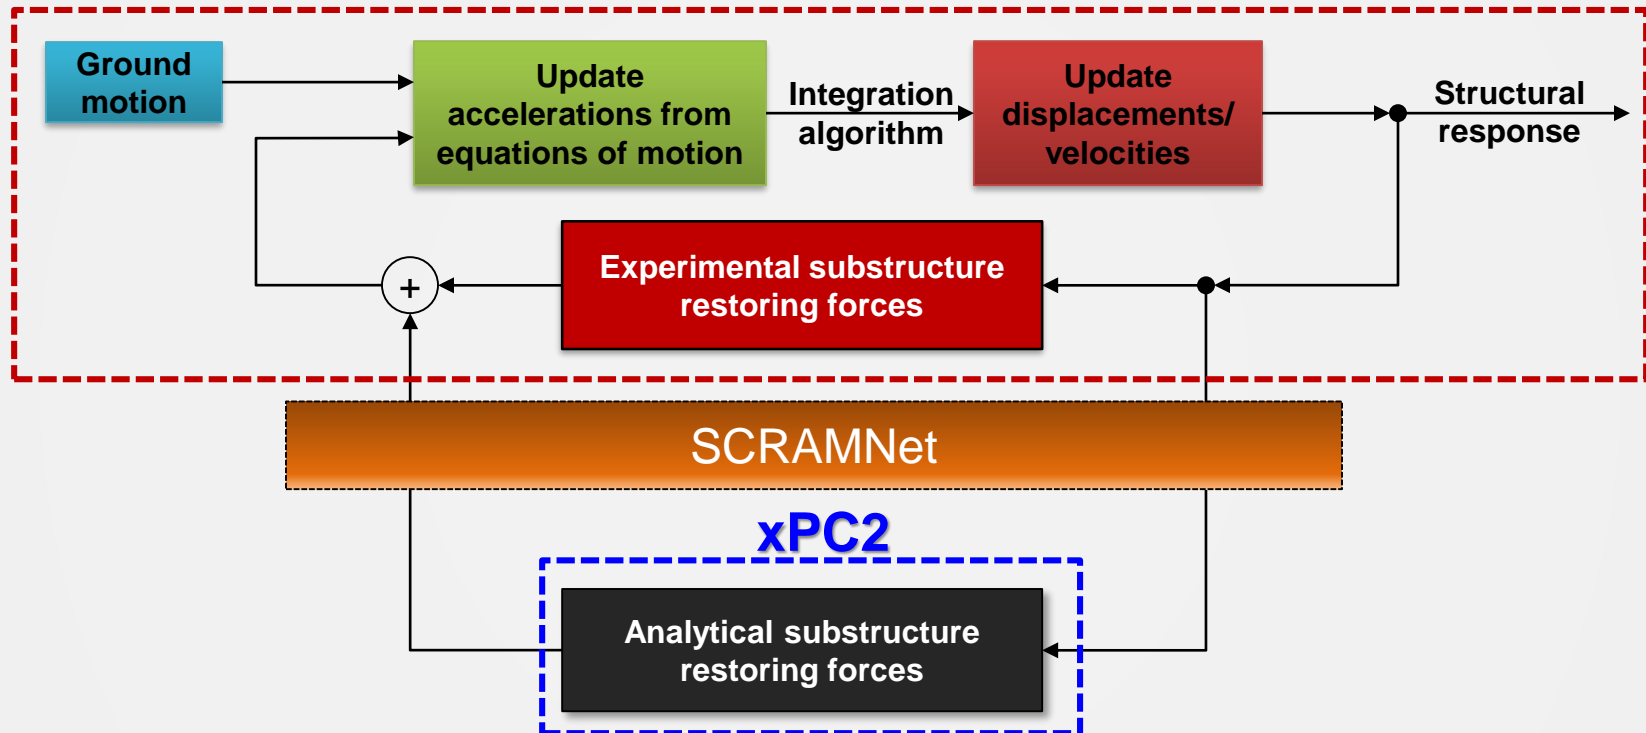 Ground
motion
Update
accelerations from
equations of motion
Integration
algorithm
Update
displacements/
velocities
Structural
response
Experimental substructure
restoring forces
+
SCRAMNet
xPC2
Analytical substructure
restoring forces